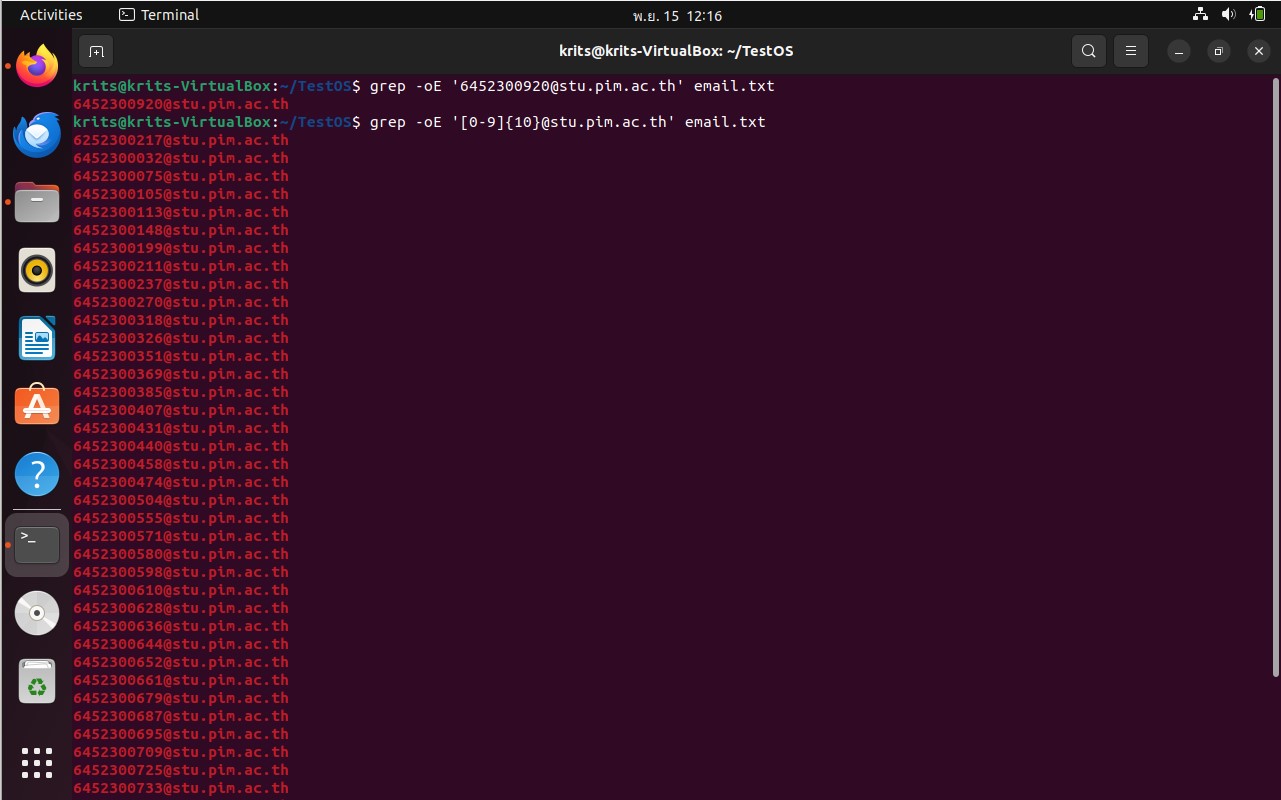 Activities Terminal พ.ย. 15 12:16
krits@krits-VirtualBox: ~/TestOS
krits@krits-VirtualBox:~/TestOS$ grep -oE '6452300920@stu.pim.ac.th' email.txt
6452300920@stu.pim.ac.th
krits@krits-VirtualBox:~/TestOS$ grep -oE '[0-9]{10}@stu.pim.ac.th' email.txt
6252300217@stu.pim.ac.th
6452300032@stu.pim.ac.th
6452300075@stu.pim.ac.th
6452300105@stu.pim.ac.th
6452300113@stu.pim.ac.th
6452300148@stu.pim.ac.th
6452300199@stu.pim.ac.th
6452300211@stu.pim.ac.th
6452300237@stu.pim.ac.th
6452300270@stu.pim.ac.th
6452300318@stu.pim.ac.th
6452300326@stu.pim.ac.th
6452300351@stu.pim.ac.th
6452300369@stu.pim.ac.th
6452300385@stu.pim.ac.th
6452300407@stu.pim.ac.th
6452300431@stu.pim.ac.th
6452300440@stu.pim.ac.th
6452300458@stu.pim.ac.th
6452300474@stu.pim.ac.th
6452300504@stu.pim.ac.th
6452300555@stu.pim.ac.th
6452300571@stu.pim.ac.th
6452300580@stu.pim.ac.th
6452300598@stu.pim.ac.th
6452300610@stu.pim.ac.th
6452300628@stu.pim.ac.th
6452300636@stu.pim.ac.th
6452300644@stu.pim.ac.th
6452300652@stu.pim.ac.th
6452300661@stu.pim.ac.th
6452300679@stu.pim.ac.th
6452300687@stu.pim.ac.th
6452300695@stu.pim.ac.th
6452300709@stu.pim.ac.th
6452300725@stu.pim.ac.th
6452300733@stu.pim.ac.th